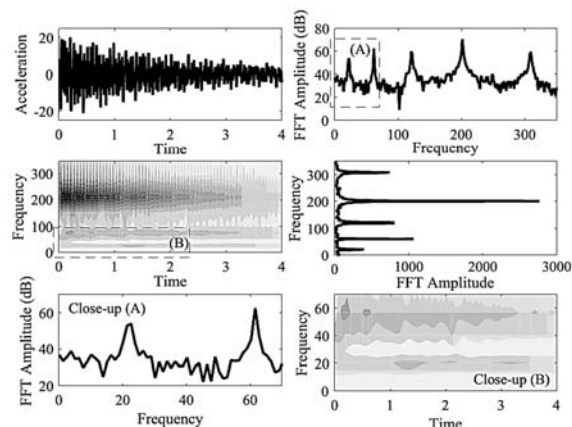 Acceleration
20
0
-20
0 1 2 3 4
Time
FFT Amplitude (dB)
80
60
40
20
0
(A)
0 100 200 300
Frequency
Frequency
300
200
100
0
(B)
0 1 2 3 4
Time
Frequency
300
200
100
0
0 1000 2000 3000
FFT Amplitude
FFT Amplitude (dB)
60
40
20
Close-up (A)
0 20 40 60
Frequency
Frequency
60
40
20
0
Close-up (B)
0 1 2 3 4
Time